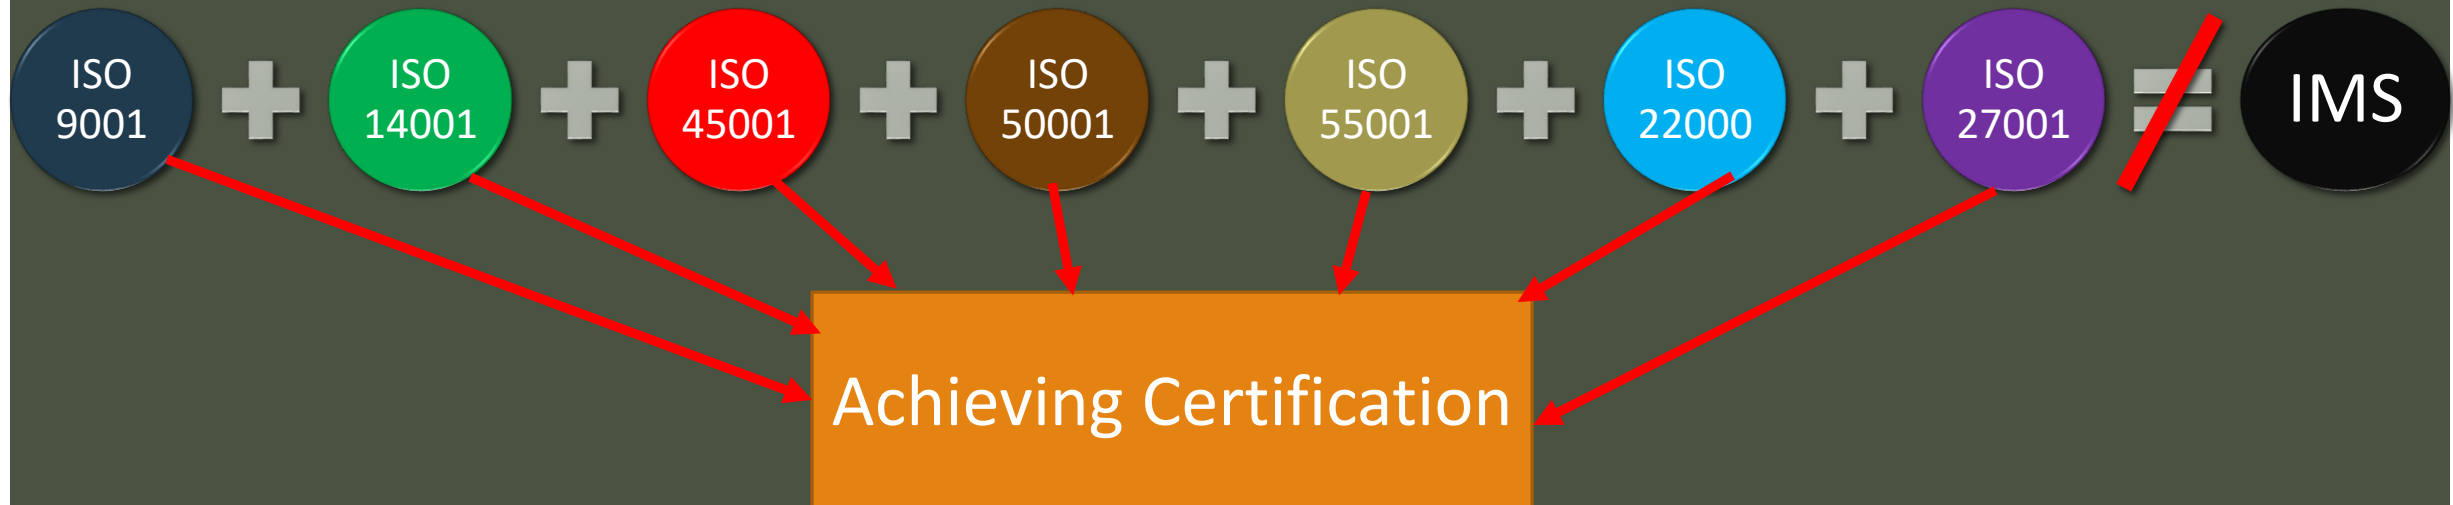 ISO
9001
ISO
14001
ISO
45001
ISO
50001
ISO
55001
ISO
22000
ISO
27001
IMS
Achieving Certification